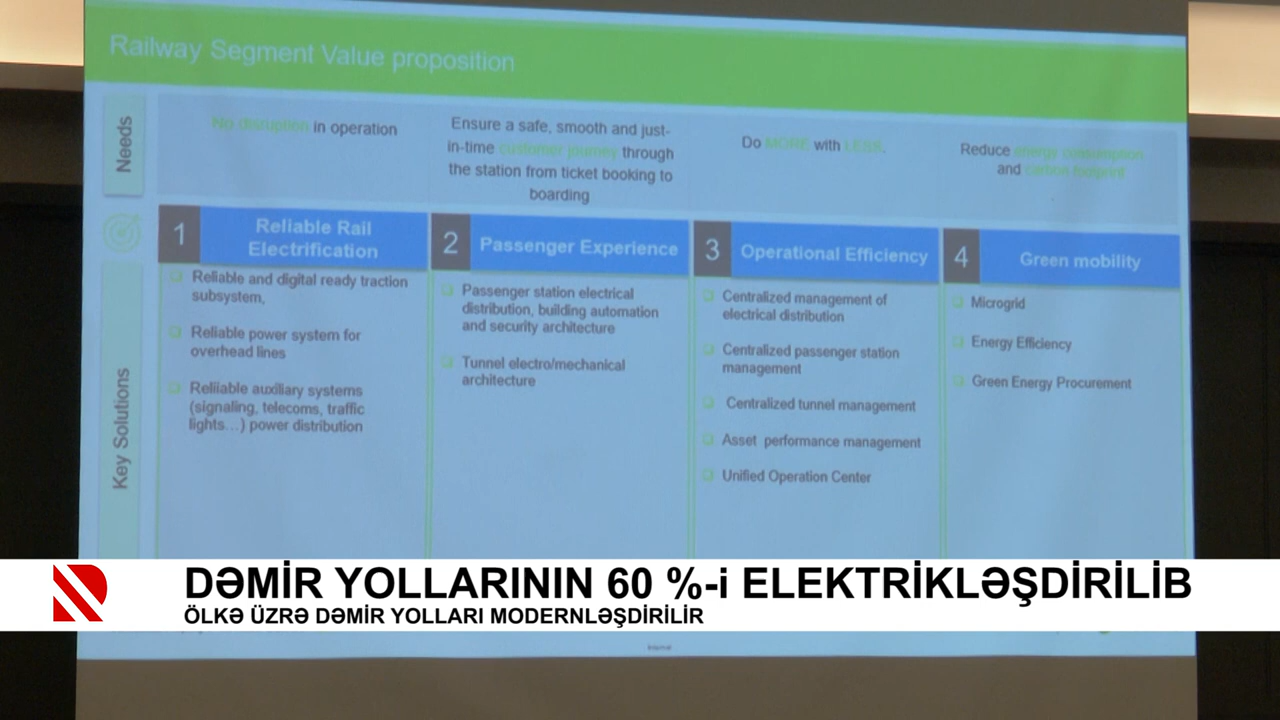 Railway Segment Value proposition
Needs
No disruption in operation
Ensure a safe, smooth and just-
in-time customer journey through
the station from ticket booking to
boarding
Do MORE with LESS.
Reduce energy consumption
and carbon footprint
1
Reliable Rail
Electrification
2
Passenger Experience
3
Operational Efficiency
4
Green mobility
Key Solutions
Reliable and digital ready traction
subsystem,
Reliable power system for
overhead lines
Reliiable auxiliary systems
(signaling, telecoms, traffic
lights…) power distribution
Passenger station electrical
distribution, building automation
and security architecture
Tunnel electro/mechanical
architecture
Centralized management of
electrical distribution
Centralized passenger station
management
Centralized tunnel management
Asset performance management
Unified Operation Center
Microgrid
Energy Efficiency
Green Energy Procurement
DƏMİR YOLLARININ 60 %-i ELEKTRİKLƏŞDİRİLİB
ÖLKƏ ÜZRƏ DƏMİR YOLLARI MODERNLƏŞDİRİLİR
Internal